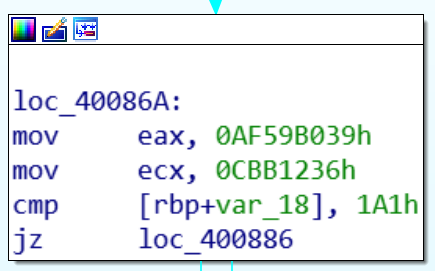 loc_40086A:
mov eax, 0AF59B039h
mov ecx, 0CBB1236h
cmp [rbp+var_18], 1A1h
jz loc_400886